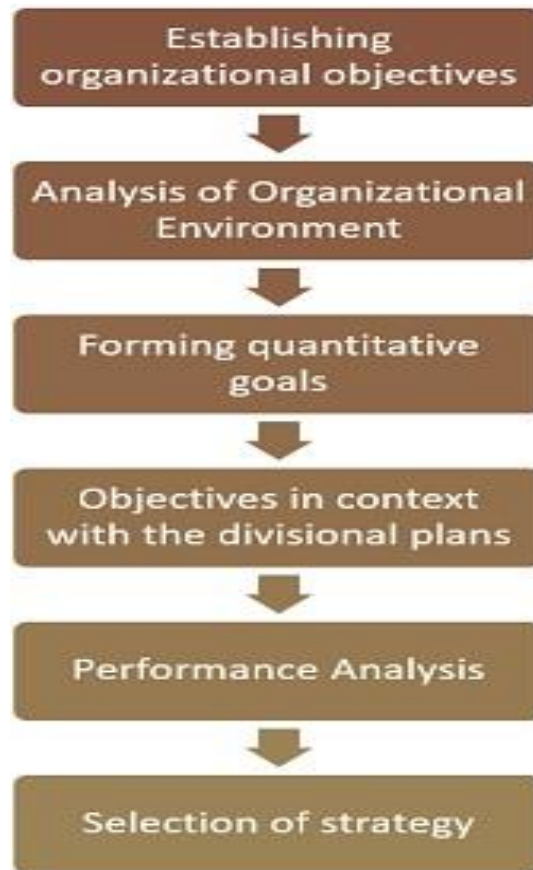 Establishing
organizational objectives
Analysis of Organizational
Environment
Forming quantitative
goals
Objectives in context
with the divisional plans
Performance Analysis
Selection of strategy